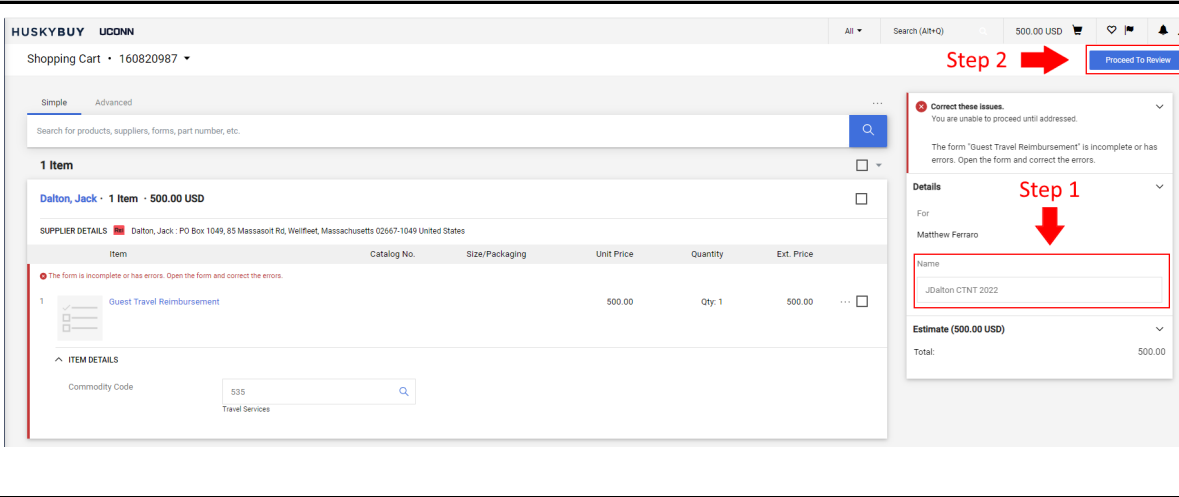 HUSKYBUY UCONN
All
Search (Alt+Q)
500.00 USD
Shopping Cart • 160820987
Step 2
Proceed To Review
Simple
Advanced
...
Search for products, suppliers, forms, part number, etc.
1 Item
Dalton, Jack · 1 Item · 500.00 USD
SUPPLIER DETAILS Dalton, Jack : PO Box 1049, 85 Massasoit Rd, Wellfleet, Massachusetts 02667-1049 United States
Item Catalog No. Size/Packaging Unit Price Quantity Ext. Price
The form is incomplete or has errors. Open the form and correct the errors.
1 Guest Travel Reimbursement 500.00 Qty: 1 500.00 ...
ITEM DETAILS
Commodity Code
535
Travel Services
Correct these issues.
You are unable to proceed until addressed.
The form "Guest Travel Reimbursement" is incomplete or has
errors. Open the form and correct the errors.
Details
Step 1
For
Matthew Ferraro
Name
JDalton CTNT 2022
Estimate (500.00 USD)
Total: 500.00